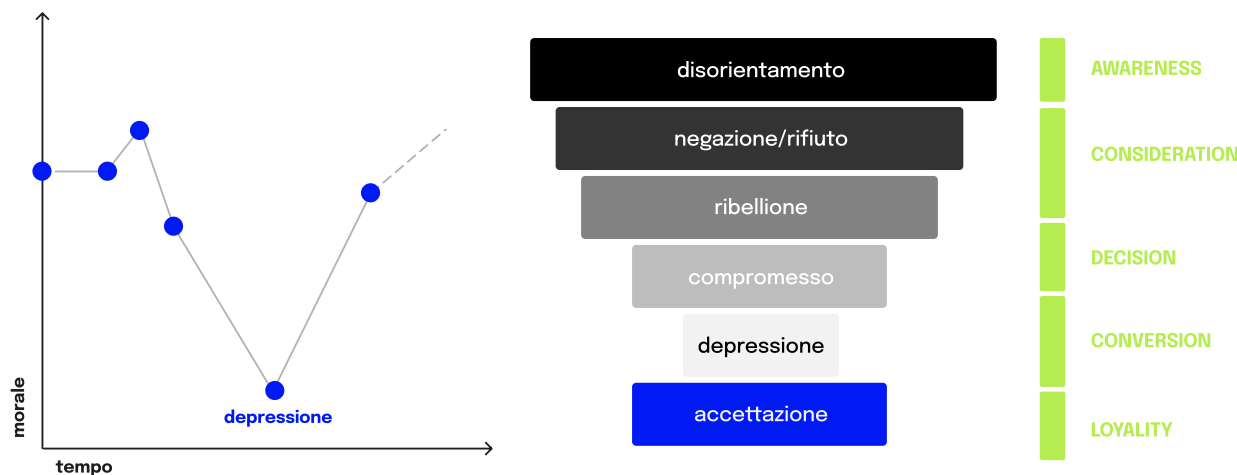 morale
depressione
tempo
disorientamento
negazione/rifiuto
ribellione
compromesso
depressione
accettazione
AWARENESS
CONSIDERATION
DECISION
CONVERSION
LOYALITY